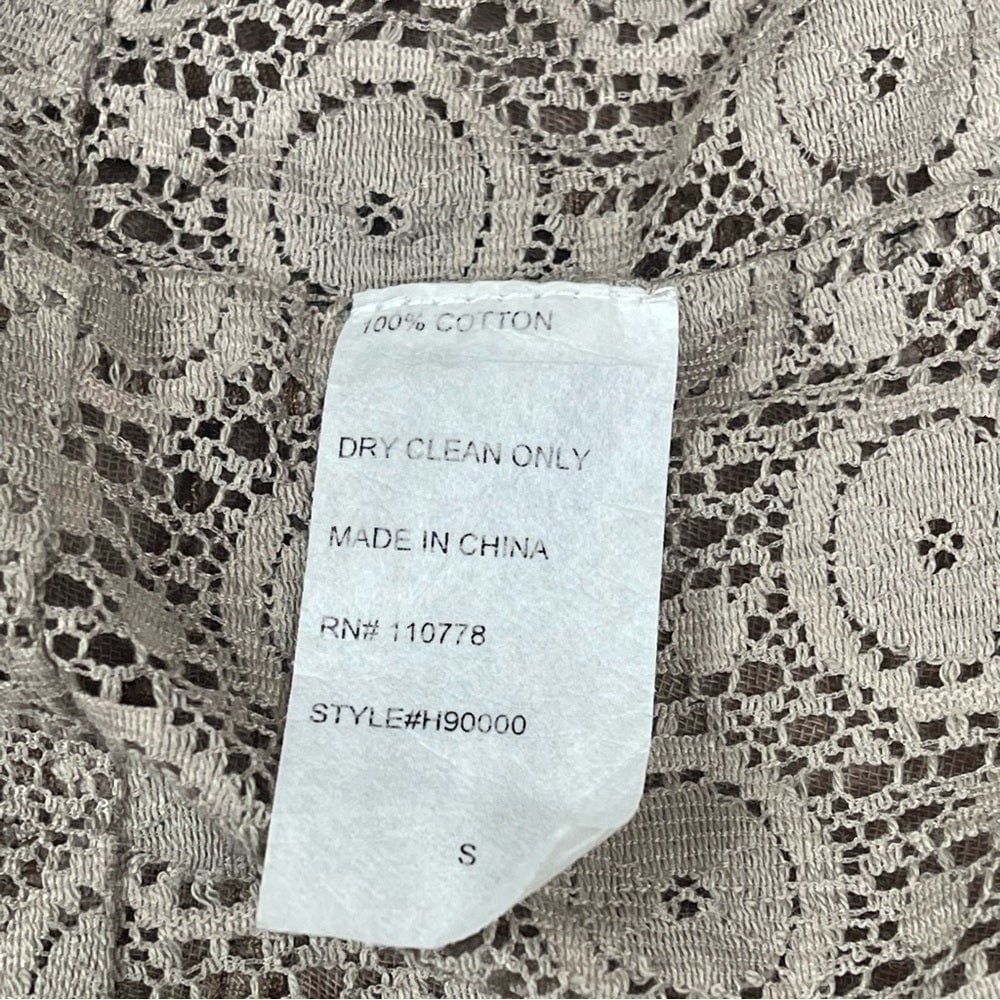 100% COTTON
DRY CLEAN ONLY
MADE IN CHINA
RN# 110778
STYLE#H90000
S